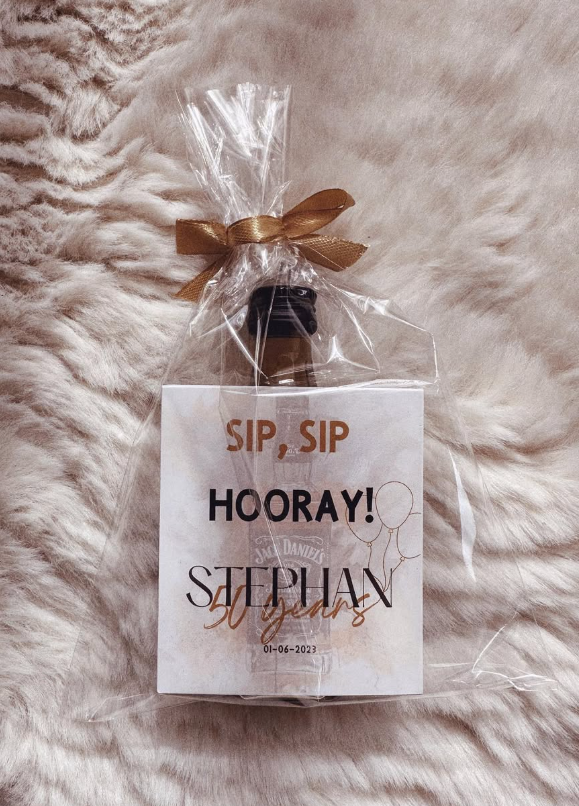 SIP, SIP
HOORAY!
JACK DANIEL'S
STEPHAN
50 years
01-06-2023